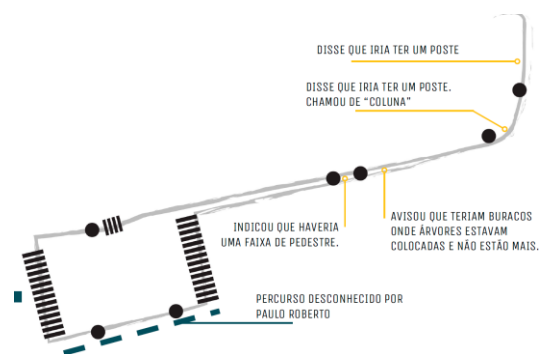 DISSE QUE IRIA TER UM POSTE
DISSE QUE IRIA TER UM POSTE.
CHAMOU DE “COLUNA”
INDICOU QUE HAVERIA
UMA FAIXA DE PEDESTRE.
AVISOU QUE TERIAM BURACOS
ONDE ÁRVORES ESTAVAM
COLOCADAS E NÃO ESTÃO MAIS.
PERCURSO DESCONHECIDO POR
PAULO ROBERTO